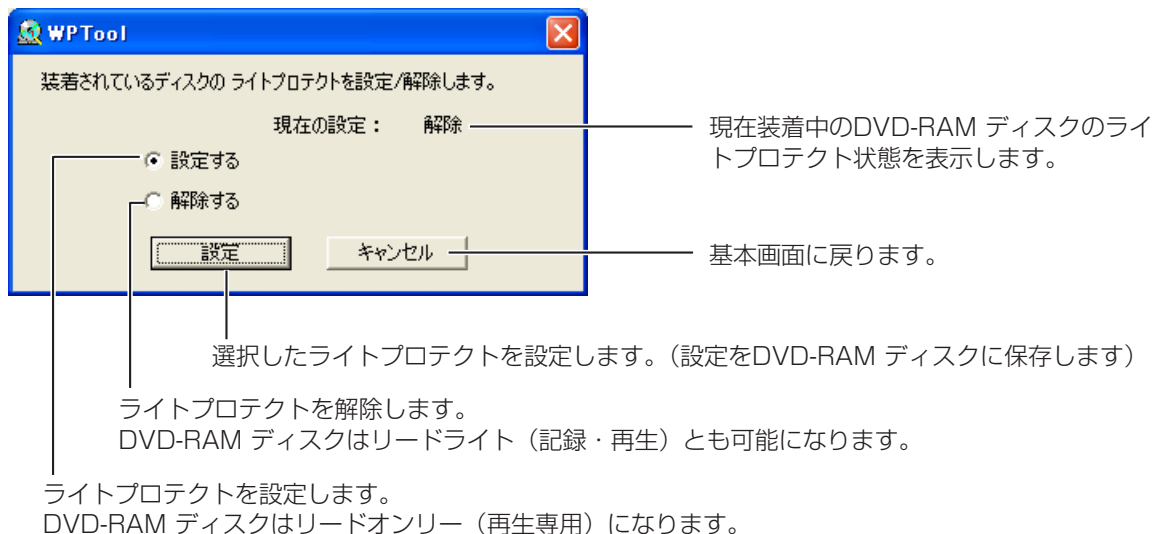 WPTool
装着されているディスクの ライトプロテクトを設定/解除します。
現在の設定： 解除
現在装着中のDVD-RAM ディスクのライ
トプロテクト状態を表示します。
設定する
解除する
設定 キャンセル
基本画面に戻ります。
選択したライトプロテクトを設定します。（設定をDVD-RAM ディスクに保存します）
ライトプロテクトを解除します。
DVD-RAM ディスクはリードライト（記録・再生）とも可能になります。
ライトプロテクトを設定します。
DVD-RAM ディスクはリードオンリー（再生専用）になります。